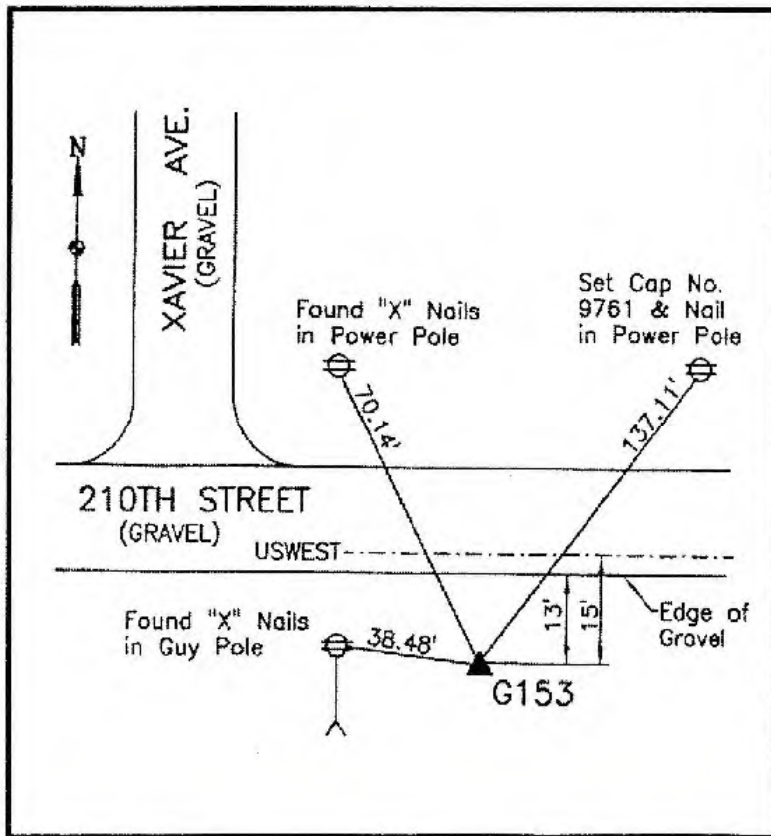 N
XAVIER AVE.
(GRAVEL)
Found "X" Nails
in Power Pole
Set Cap No.
9761 & Nail
in Power Pole
70.14'
137.11'
210TH STREET
(GRAVEL)
USWEST
Found "X" Nails
in Guy Pole
38.48'
13'
15'
Edge of
Gravel
G153